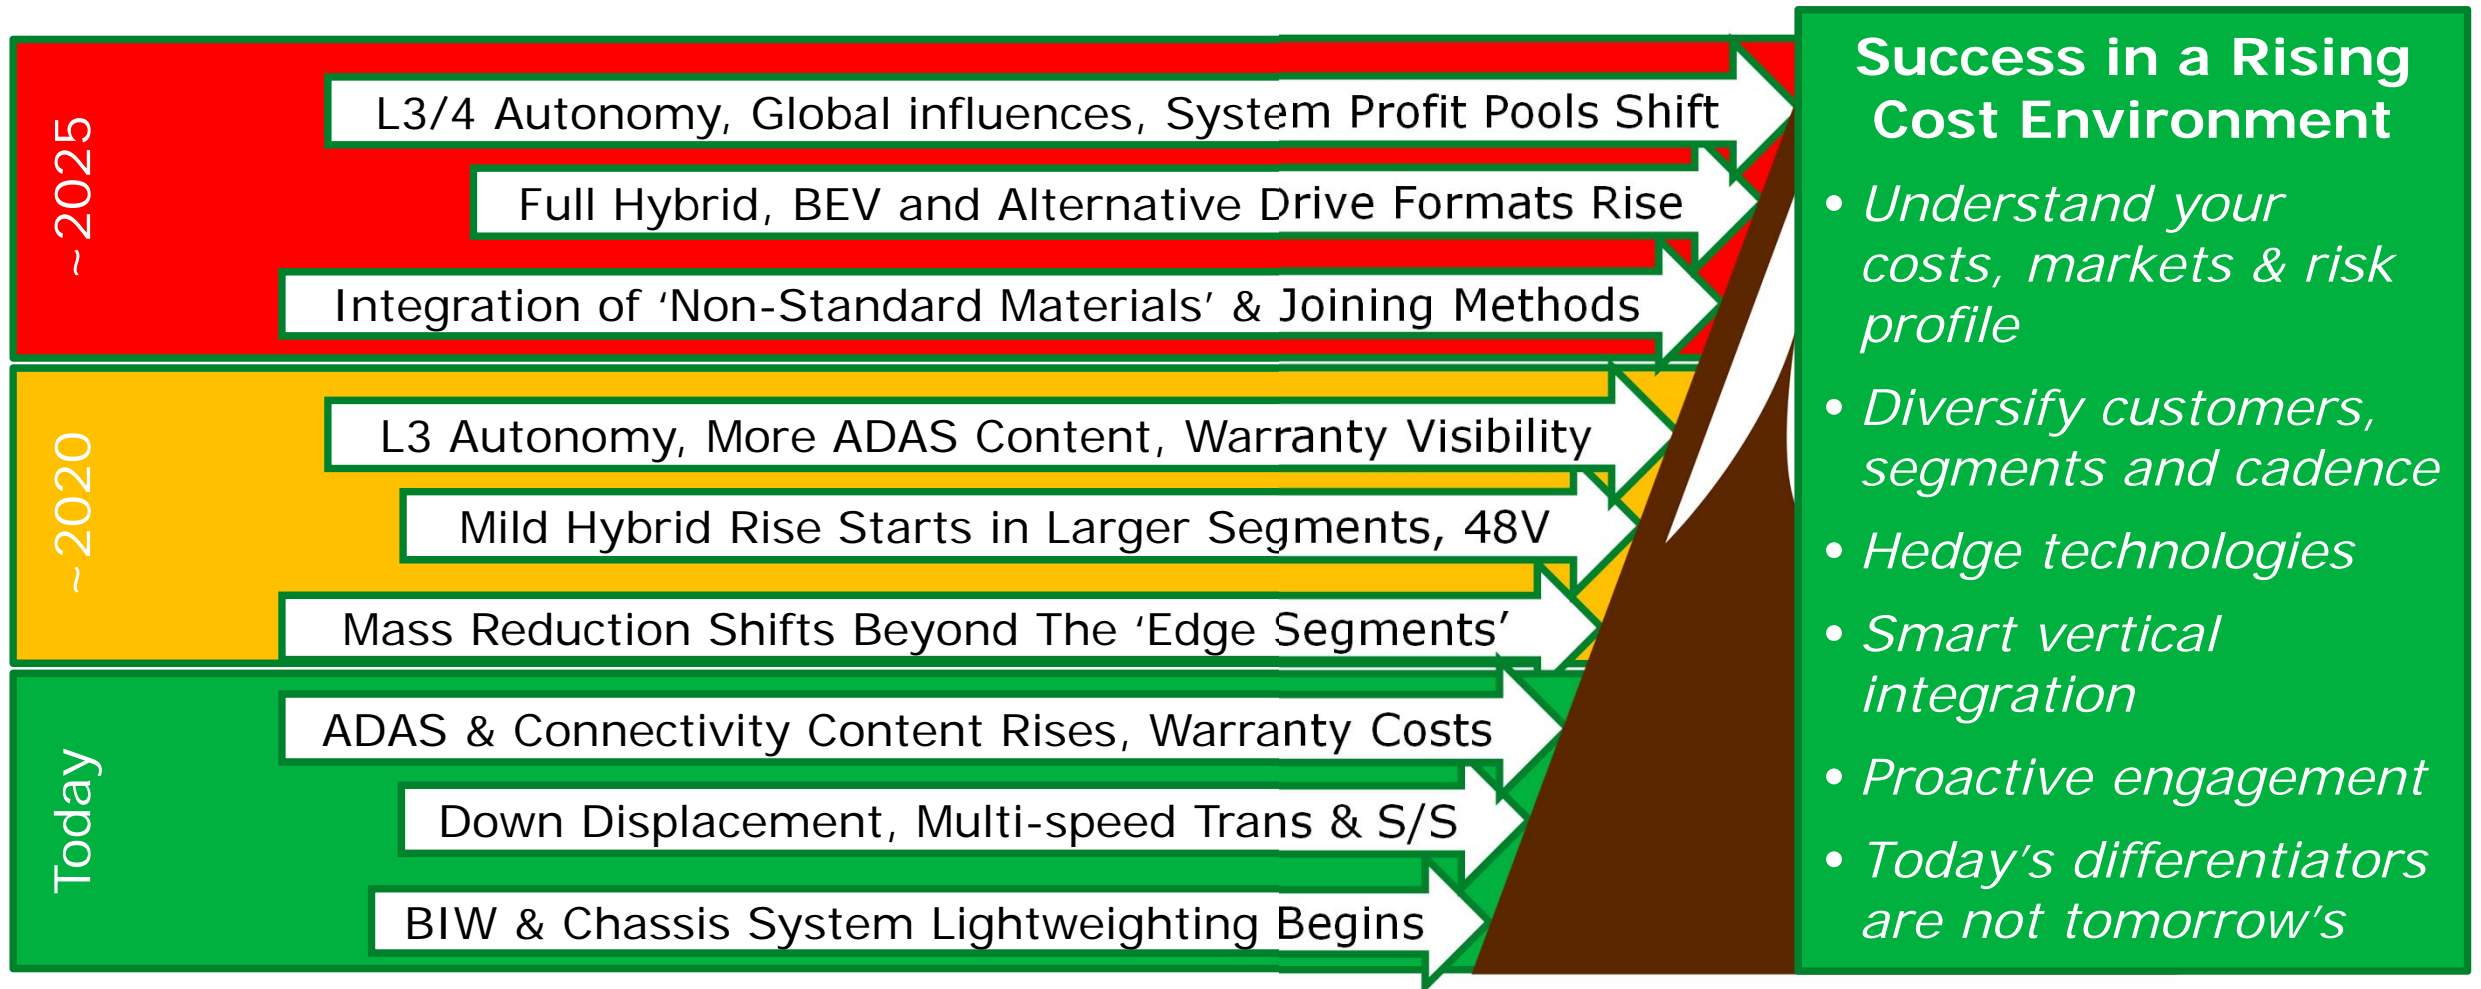 ~2025
L3/4 Autonomy, Global influences, System Profit Pools Shift
Full Hybrid, BEV and Alternative Drive Formats Rise
Integration of ‘Non-Standard Materials’ & Joining Methods
~2020
L3 Autonomy, More ADAS Content, Warranty Visibility
Mild Hybrid Rise Starts in Larger Segments, 48V
Mass Reduction Shifts Beyond The ‘Edge Segments’
Today
ADAS & Connectivity Content Rises, Warranty Costs
Down Displacement, Multi-speed Trans & S/S
BIW & Chassis System Lightweighting Begins
Success in a Rising
Cost Environment
• Understand your
costs, markets & risk
profile
• Diversify customers,
segments and cadence
• Hedge technologies
• Smart vertical
integration
• Proactive engagement
• Today’s differentiators
are not tomorrow’s